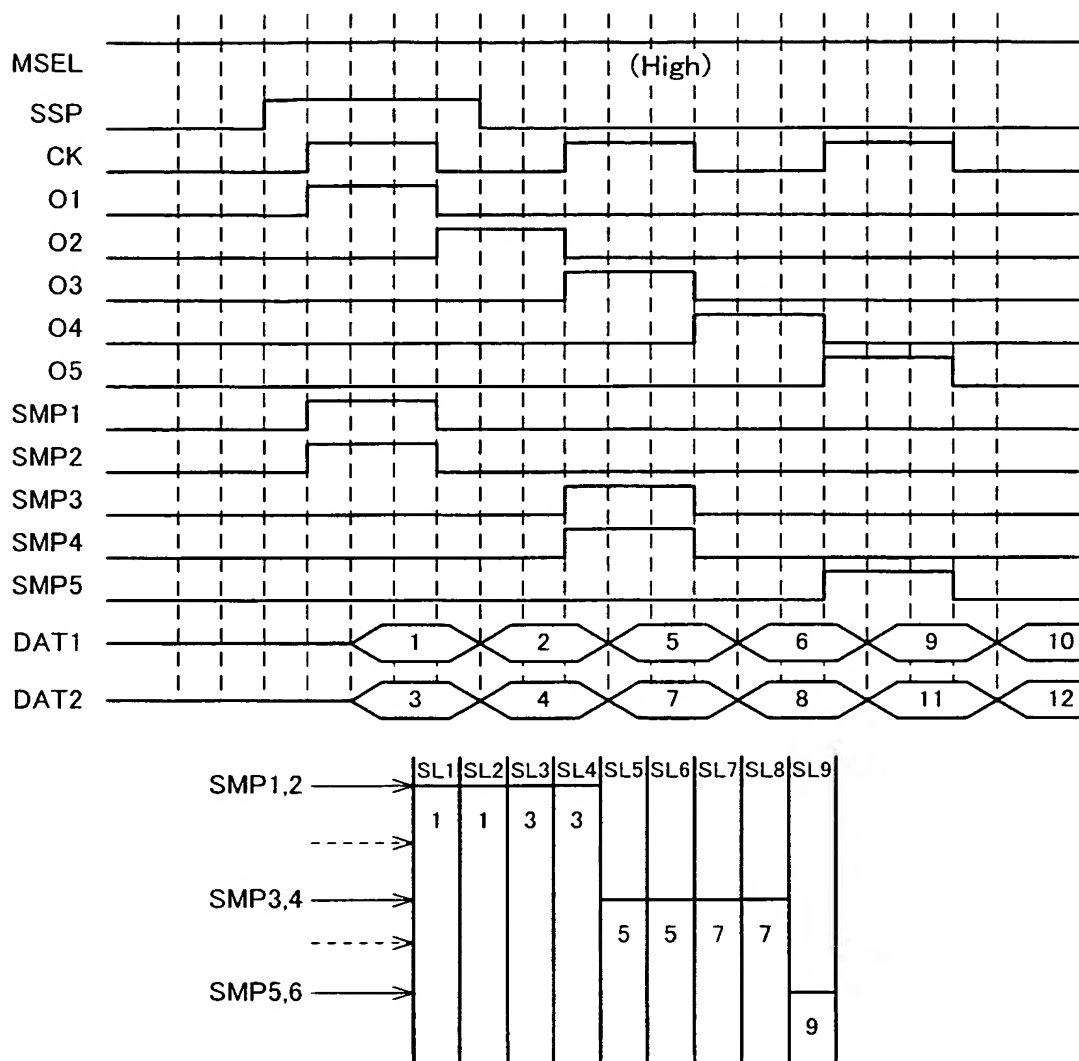 MSEL (High)
SSP
CK
O1
O2
O3
O4
O5
SMP1
SMP2
SMP3
SMP4
SMP5
DAT1 1 2 5 6 9 10
DAT2 3 4 7 8 11 12
SL1 SL2 SL3 SL4 SL5 SL6 SL7 SL8 SL9
SMP1,2
1 1 3 3
SMP3,4
5 5 7 7
SMP5,6
9